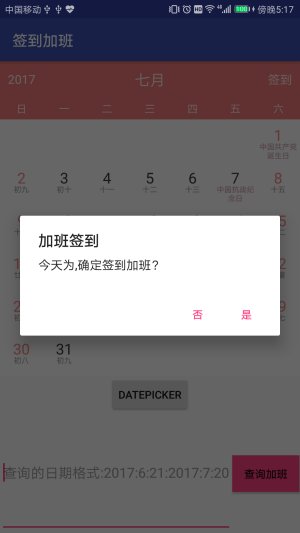 中国移动 傍晚5:17
签到加班
2017 七月 签到
日 一 二 三 四 五 六
1
中国共产党诞生日
2 3 4 5 6 7 8
初九 初十 十一 十二 十三 中国抗战纪念日 十五
加班签到
今天为,确定签到加班?
否 是
30 31
初八 初九
DATEPICKER
查询的日期格式:2017:6:21:2017:7:20
查询加班